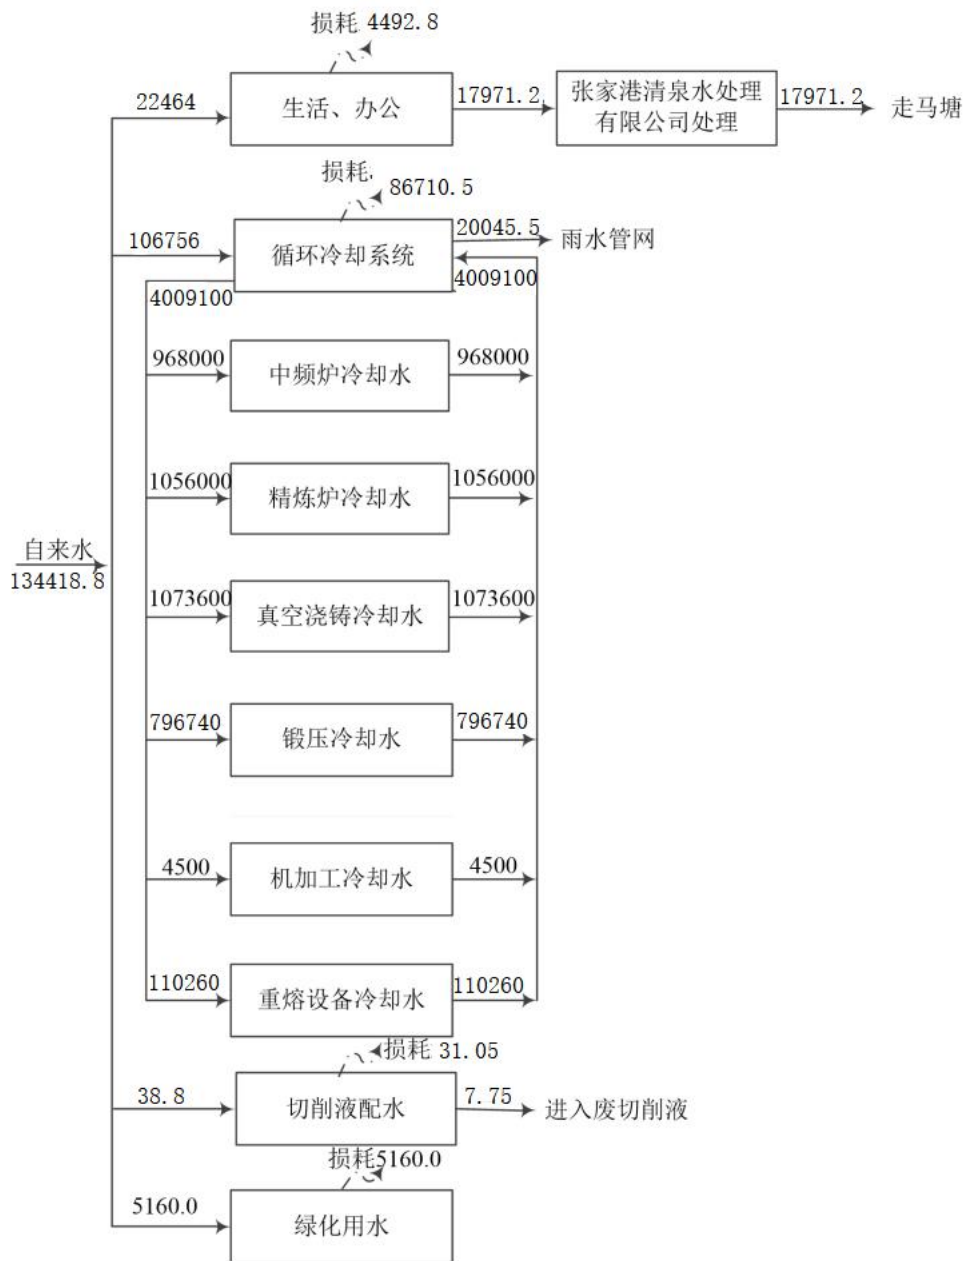 损耗 4492.8
22464
生活、办公
17971.2
张家港清泉水处理
有限公司处理
17971.2
走马塘
损耗
86710.5
106756
循环冷却系统
20045.5
雨水管网
4009100
4009100
968000
中频炉冷却水
968000
1056000
精炼炉冷却水
1056000
自来水
134418.8
1073600
真空浇铸冷却水
1073600
796740
锻压冷却水
796740
4500
机加工冷却水
4500
110260
重熔设备冷却水
110260
损耗 31.05
38.8
切削液配水
7.75
进入废切削液
损耗5160.0
5160.0
绿化用水